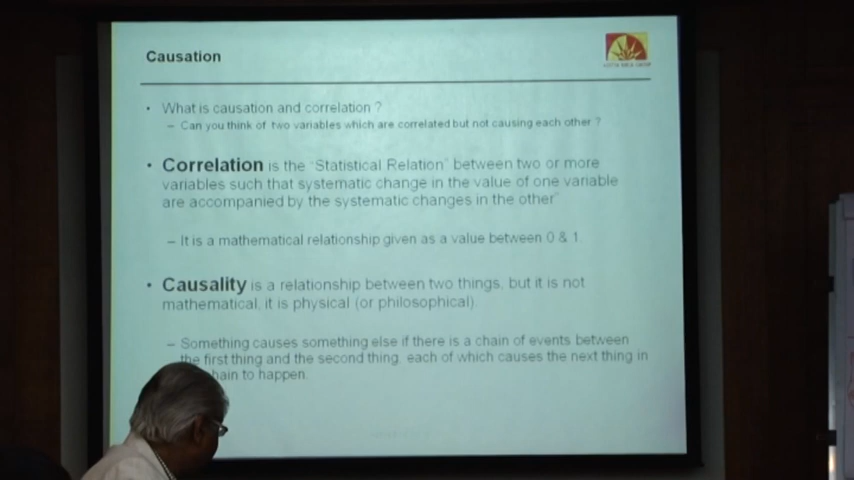 Causation
• What is causation and correlation ?
– Can you think of two variables which are correlated but not causing each other ?
• Correlation is the "Statistical Relation" between two or more
variables such that systematic change in the value of one variable
are accompanied by the systematic changes in the other"
– It is a mathematical relationship given as a value between 0 & 1.
• Causality is a relationship between two things, but it is not
mathematical, it is physical (or philosophical)
– Something causes something else if there is a chain of events between
the first thing and the second thing, each of which causes the next thing in
to happen.